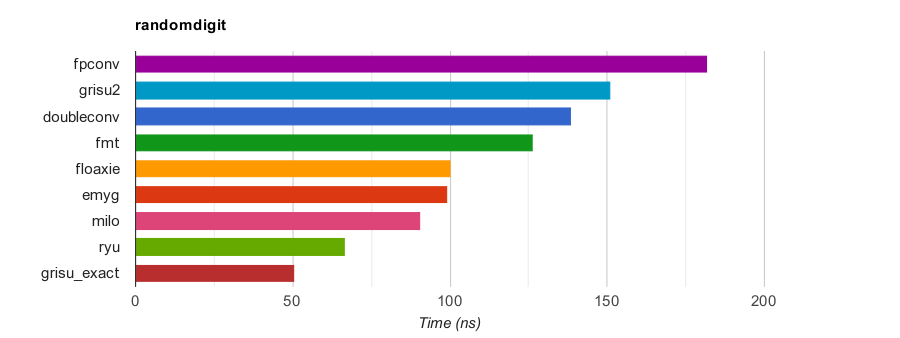 randomdigit
fpconv
grisu2
doubleconv
fmt
floaxie
emyg
milo
ryu
grisu_exact
0 50 100 150 200
Time (ns)